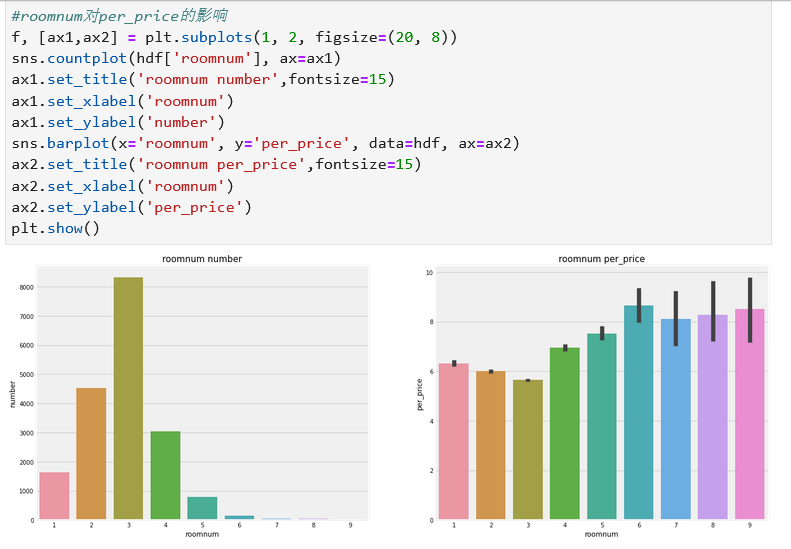 #roomnum对per_price的影响
f, [ax1,ax2] = plt.subplots(1, 2, figsize=(20, 8))
sns.countplot(hdf['roomnum'], ax=ax1)
ax1.set_title('roomnum number',fontsize=15)
ax1.set_xlabel('roomnum')
ax1.set_ylabel('number')
sns.barplot(x='roomnum', y='per_price', data=hdf, ax=ax2)
ax2.set_title('roomnum per_price',fontsize=15)
ax2.set_xlabel('roomnum')
ax2.set_ylabel('per_price')
plt.show()
roomnum number
8000
7000
6000
5000
4000
3000
2000
1000
0
number
1 2 3 4 5 6 7 8 9
roomnum
roomnum per_price
10
8
6
4
2
0
per_price
1 2 3 4 5 6 7 8 9
roomnum